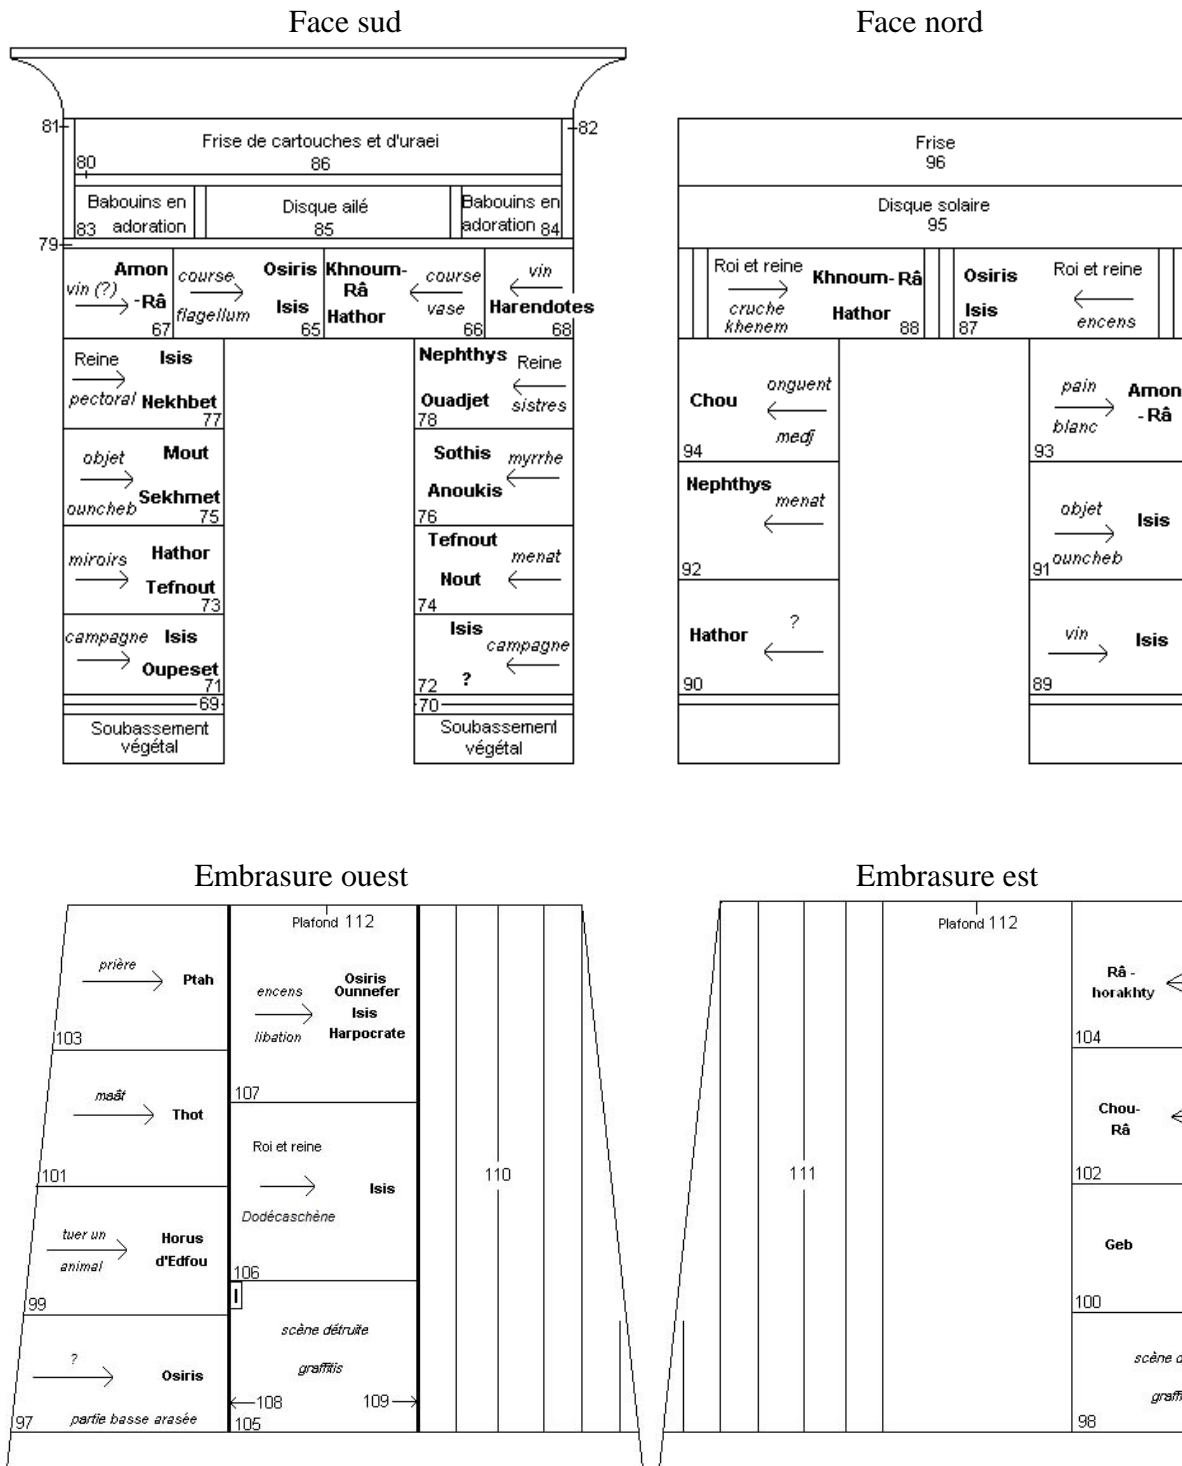 Face sud
Face nord
81
82
Frise de cartouches et d'uraei
80
86
Babouins en
adoration
83
Disque ailé
85
Babouins en
adoration 84
79
vin (?)
Amon
-Râ
67
course
flagellum
Osiris
Isis
65
Khnoum-
Râ
Hathor
course
vase
66
vin
Harendotes
68
Reine
pectoral
Isis
Nekhbet
77
Nephthys
Ouadjet
78
Reine
sistres
objet
ouncheb
Mout
Sekhmet
75
Sothis
Anoukis
76
myrrhe
miroirs
Hathor
Tefnout
73
Tefnout
Nout
74
menat
campagne
Isis
Oupeset
71
Isis
?
72
campagne
69
70
Soubassement
végétal
Soubassement
végétal
Frise
96
Disque solaire
95
Roi et reine
cruche
khenem
Khnoum-Râ
Hathor
88
Osiris
Isis
87
Roi et reine
encens
Chou
94
onguent
medj
pain
blanc
93
Amon
-Râ
Nephthys
92
menat
objet
ouncheb
91
Isis
Hathor
90
?
vin
89
Isis
Embrasure ouest
Embrasure est
prière
Ptah
103
maât
Thot
101
tuer un
animal
Horus
d'Edfou
99
?
Osiris
97
partie basse arasée
Plafond 112
encens
libation
Osiris
Ounnefer
Isis
Harpocrate
107
Roi et reine
Dodécaschène
Isis
106
I
scène détruite
graffitis
108
109
105
110
111
Plafond 112
Râ -
horakhty
104
Chou-
Râ
102
Geb
100
scène d
graffi
98